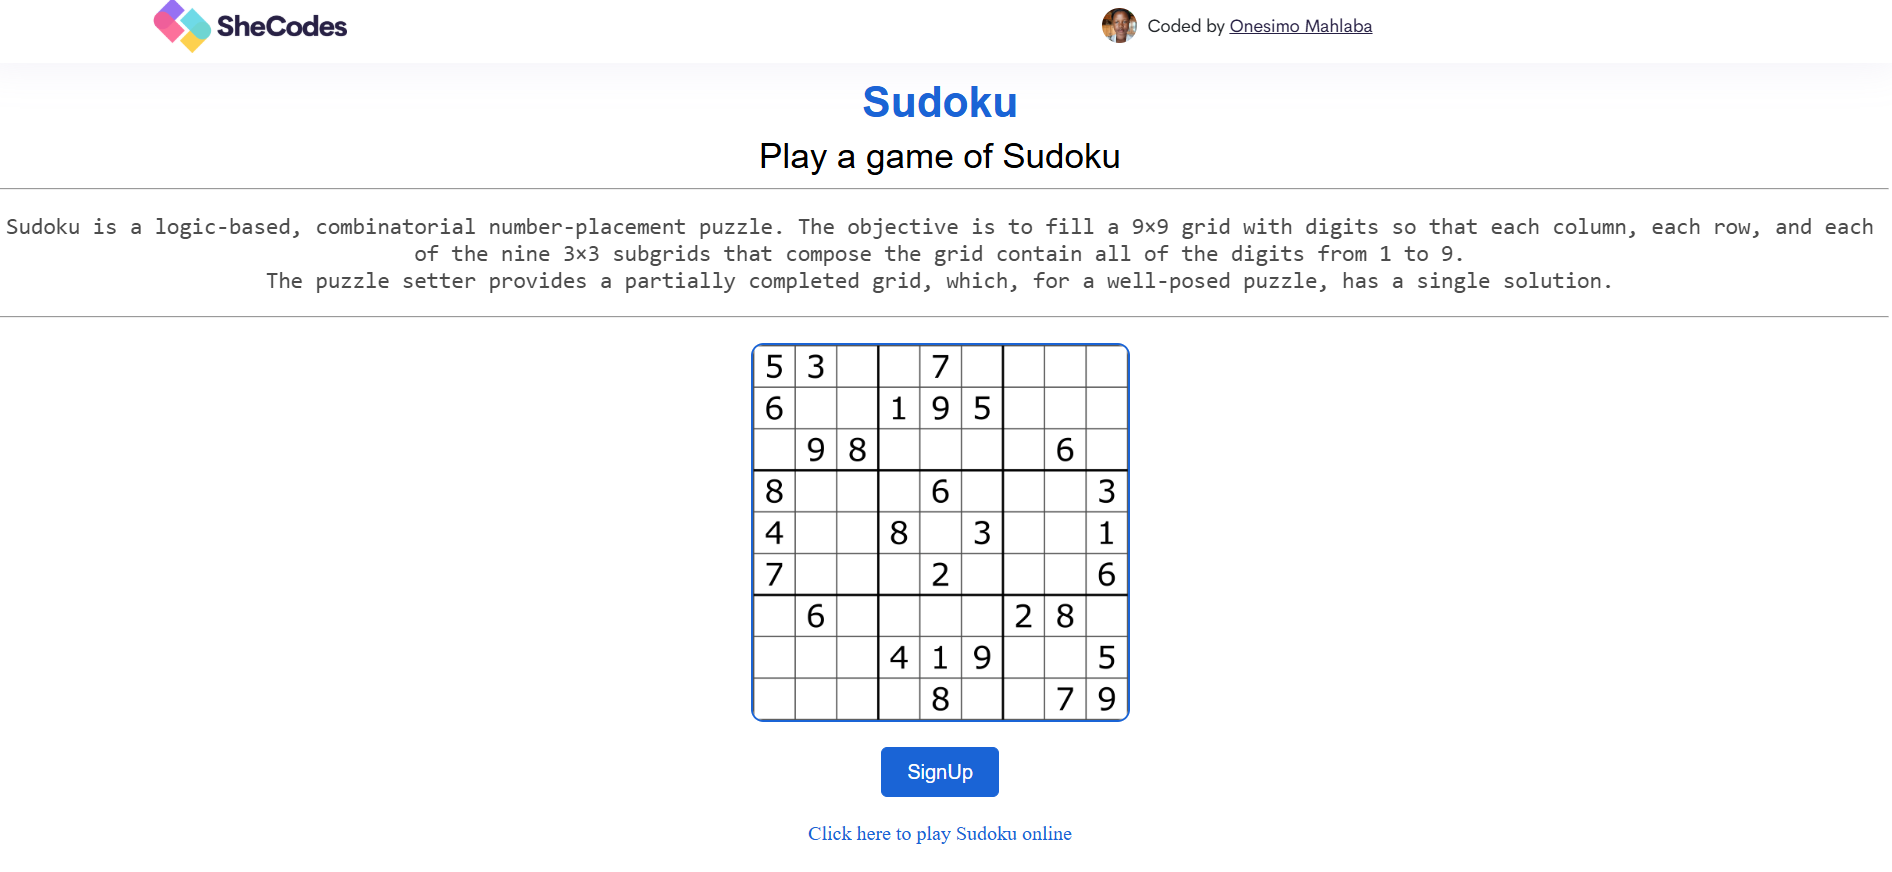 SheCodes
Coded by Onesimo Mahlaba
Sudoku
Play a game of Sudoku
Sudoku is a logic-based, combinatorial number-placement puzzle. The objective is to fill a 9×9 grid with digits so that each column, each row, and each
of the nine 3×3 subgrids that compose the grid contain all of the digits from 1 to 9.
The puzzle setter provides a partially completed grid, which, for a well-posed puzzle, has a single solution.
5 3 7
6 1 9 5
9 8 6
8 6 3
4 8 3 1
7 2 6
6 2 8
4 1 9 5
8 7 9
SignUp
Click here to play Sudoku online